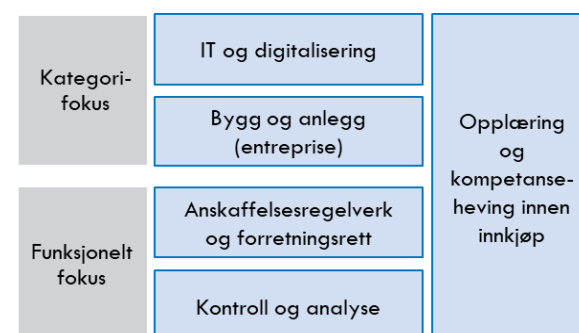 Kategori-
fokus
IT og digitalisering
Bygg og anlegg
(entreprise)
Funksjonelt
fokus
Anskaffelsesregelverk
og forretningsrett
Kontroll og analyse
Opplæring
og
kompetanse-
heving innen
innkjøp